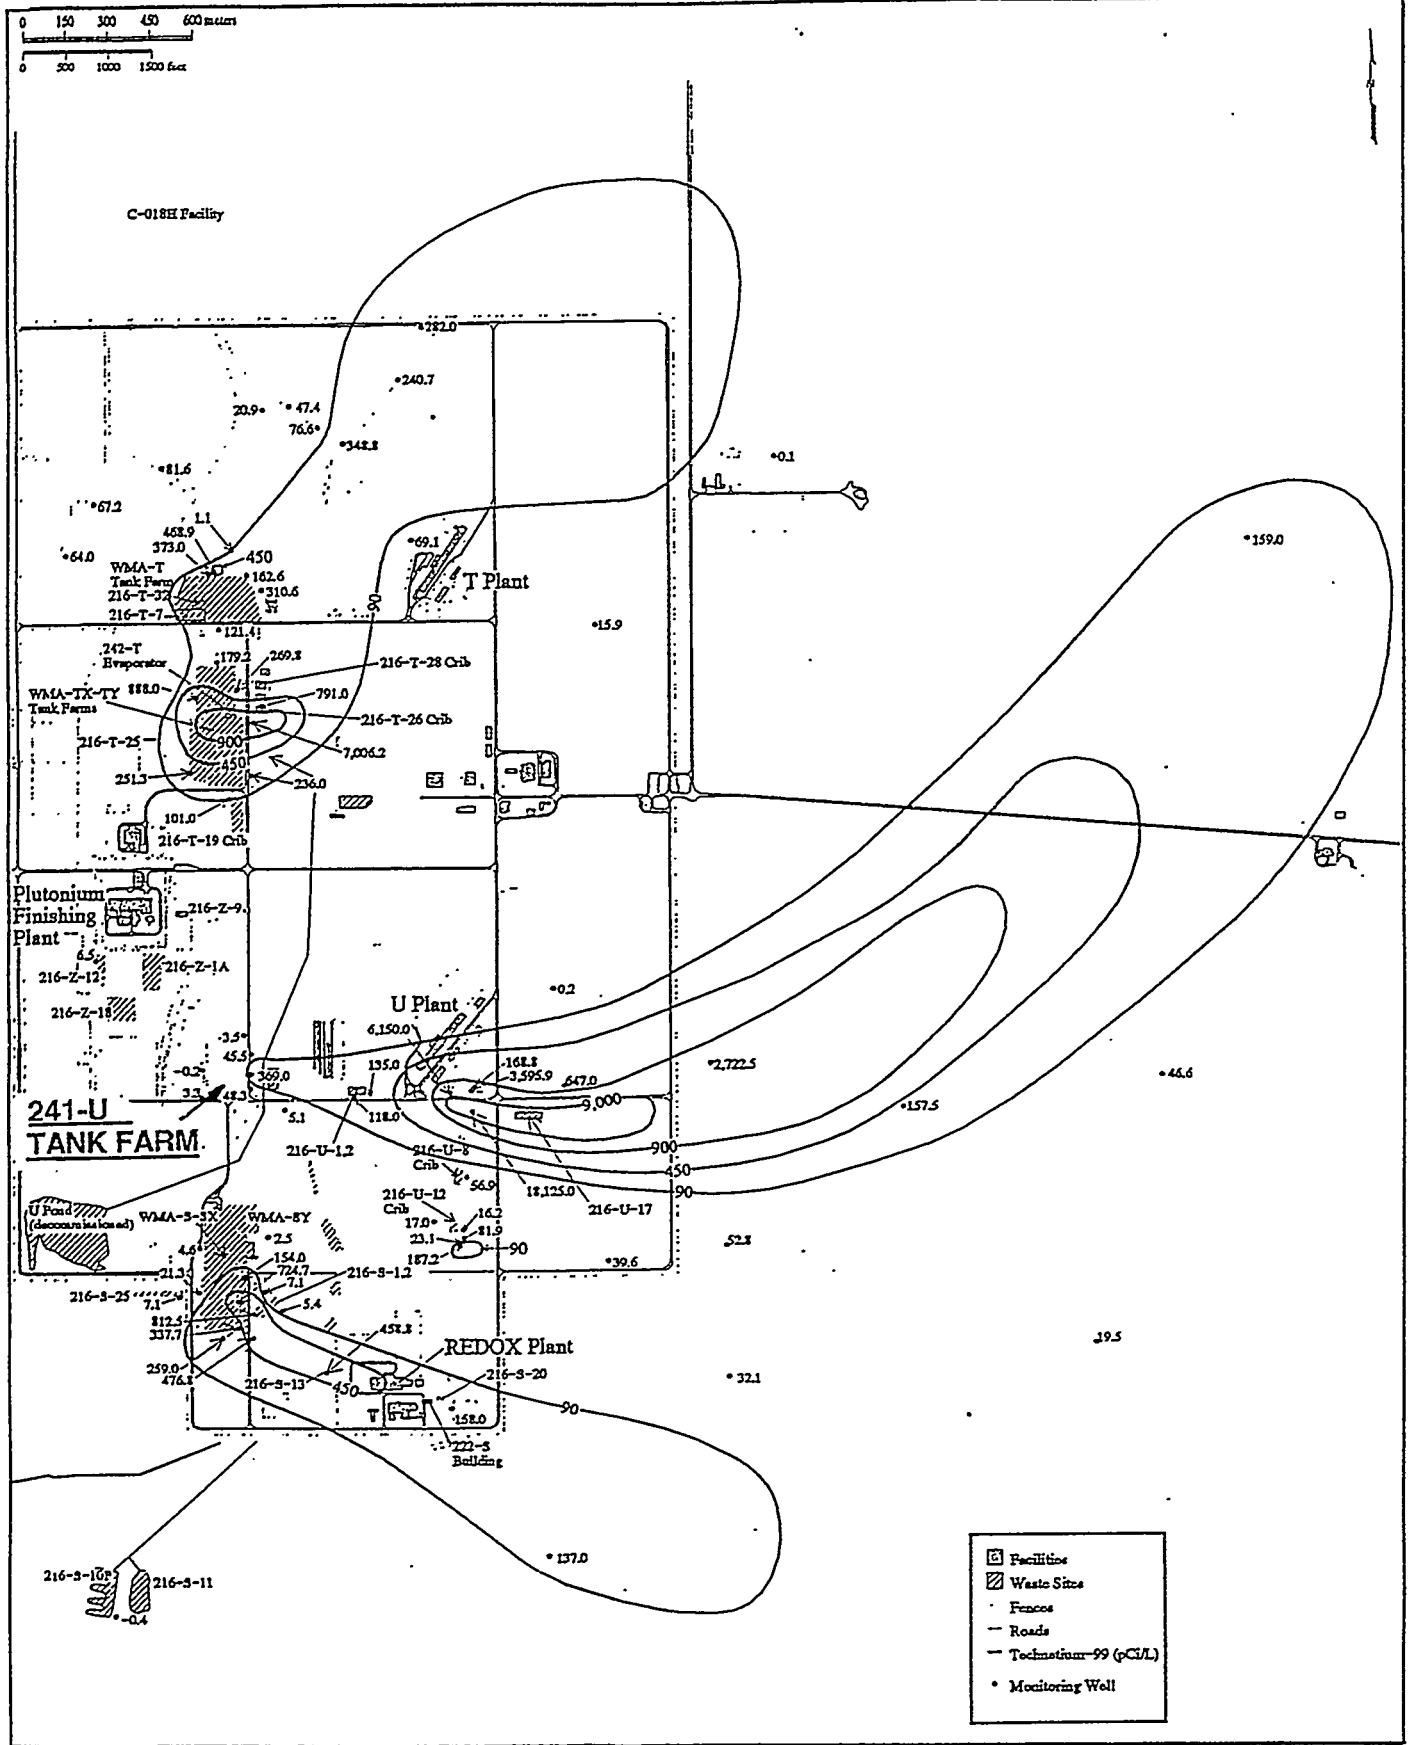 0 150 300 450 600 meters
0 500 1000 1500 feet
C-018H Facility
282.0
240.7
20.9
47.4
76.6
348.8
81.6
0.1
67.2
1.1
468.9
373.0
64.0
450
69.1
159.0
WMA-T
Tank Farm
162.6
T Plant
216-T-32
310.6
90
216-T-7
121.4
15.9
242-T
Evaporator
179.2
269.8
216-T-28 Crib
WMA-TX-TY
Tank Farms
888.0
791.0
216-T-26 Crib
216-T-25
900
7,006.2
450
251.3
236.0
101.0
216-T-19 Crib
Plutonium
Finishing
Plant
216-Z-9
6.5
216-Z-12
216-Z-1A
0.2
216-Z-18
U Plant
6,150.0
3.5
45.5
168.8
135.0
2,722.5
-0.2
369.0
3,595.9
647.0
46.6
3.3
48.3
9,000
157.5
241-U
TANK FARM
5.1
118.0
216-U-1,2
216-U-8
Crib
900
450
56.9
18,125.0
90
216-U-12
Crib
216-U-17
U Pond
(decommissioned)
WMA-S-SX
WMA-SY
17.0
16.2
81.9
2.5
23.1
90
52.8
4.6
154.0
187.2
39.6
21.3
724.7
216-S-1,2
216-S-25
7.1
7.1
5.4
812.5
337.7
458.8
REDOX Plant
19.5
259.0
476.8
216-S-13
450
216-S-20
32.1
90
158.0
222-S
Building
137.0
216-S-10P
216-S-11
-0.4
Facilities
Waste Sites
Fences
Roads
Technetium-99 (pCi/L)
Monitoring Well